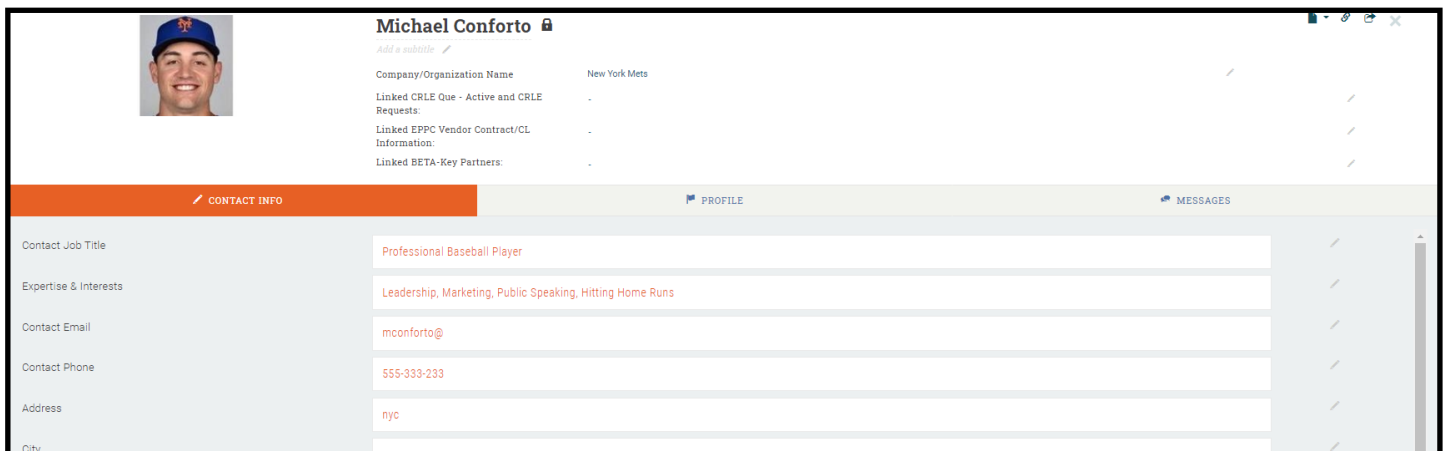 Michael Conforto
Add a subtitle
Company/Organization Name New York Mets
Linked CRLE Que - Active and CRLE -
Requests:
Linked EPPC Vendor Contract/CL -
Information:
Linked BETA-Key Partners: -
CONTACT INFO PROFILE MESSAGES
Contact Job Title Professional Baseball Player
Expertise & Interests Leadership, Marketing, Public Speaking, Hitting Home Runs
Contact Email mconforto@
Contact Phone 555-333-233
Address nyc
City